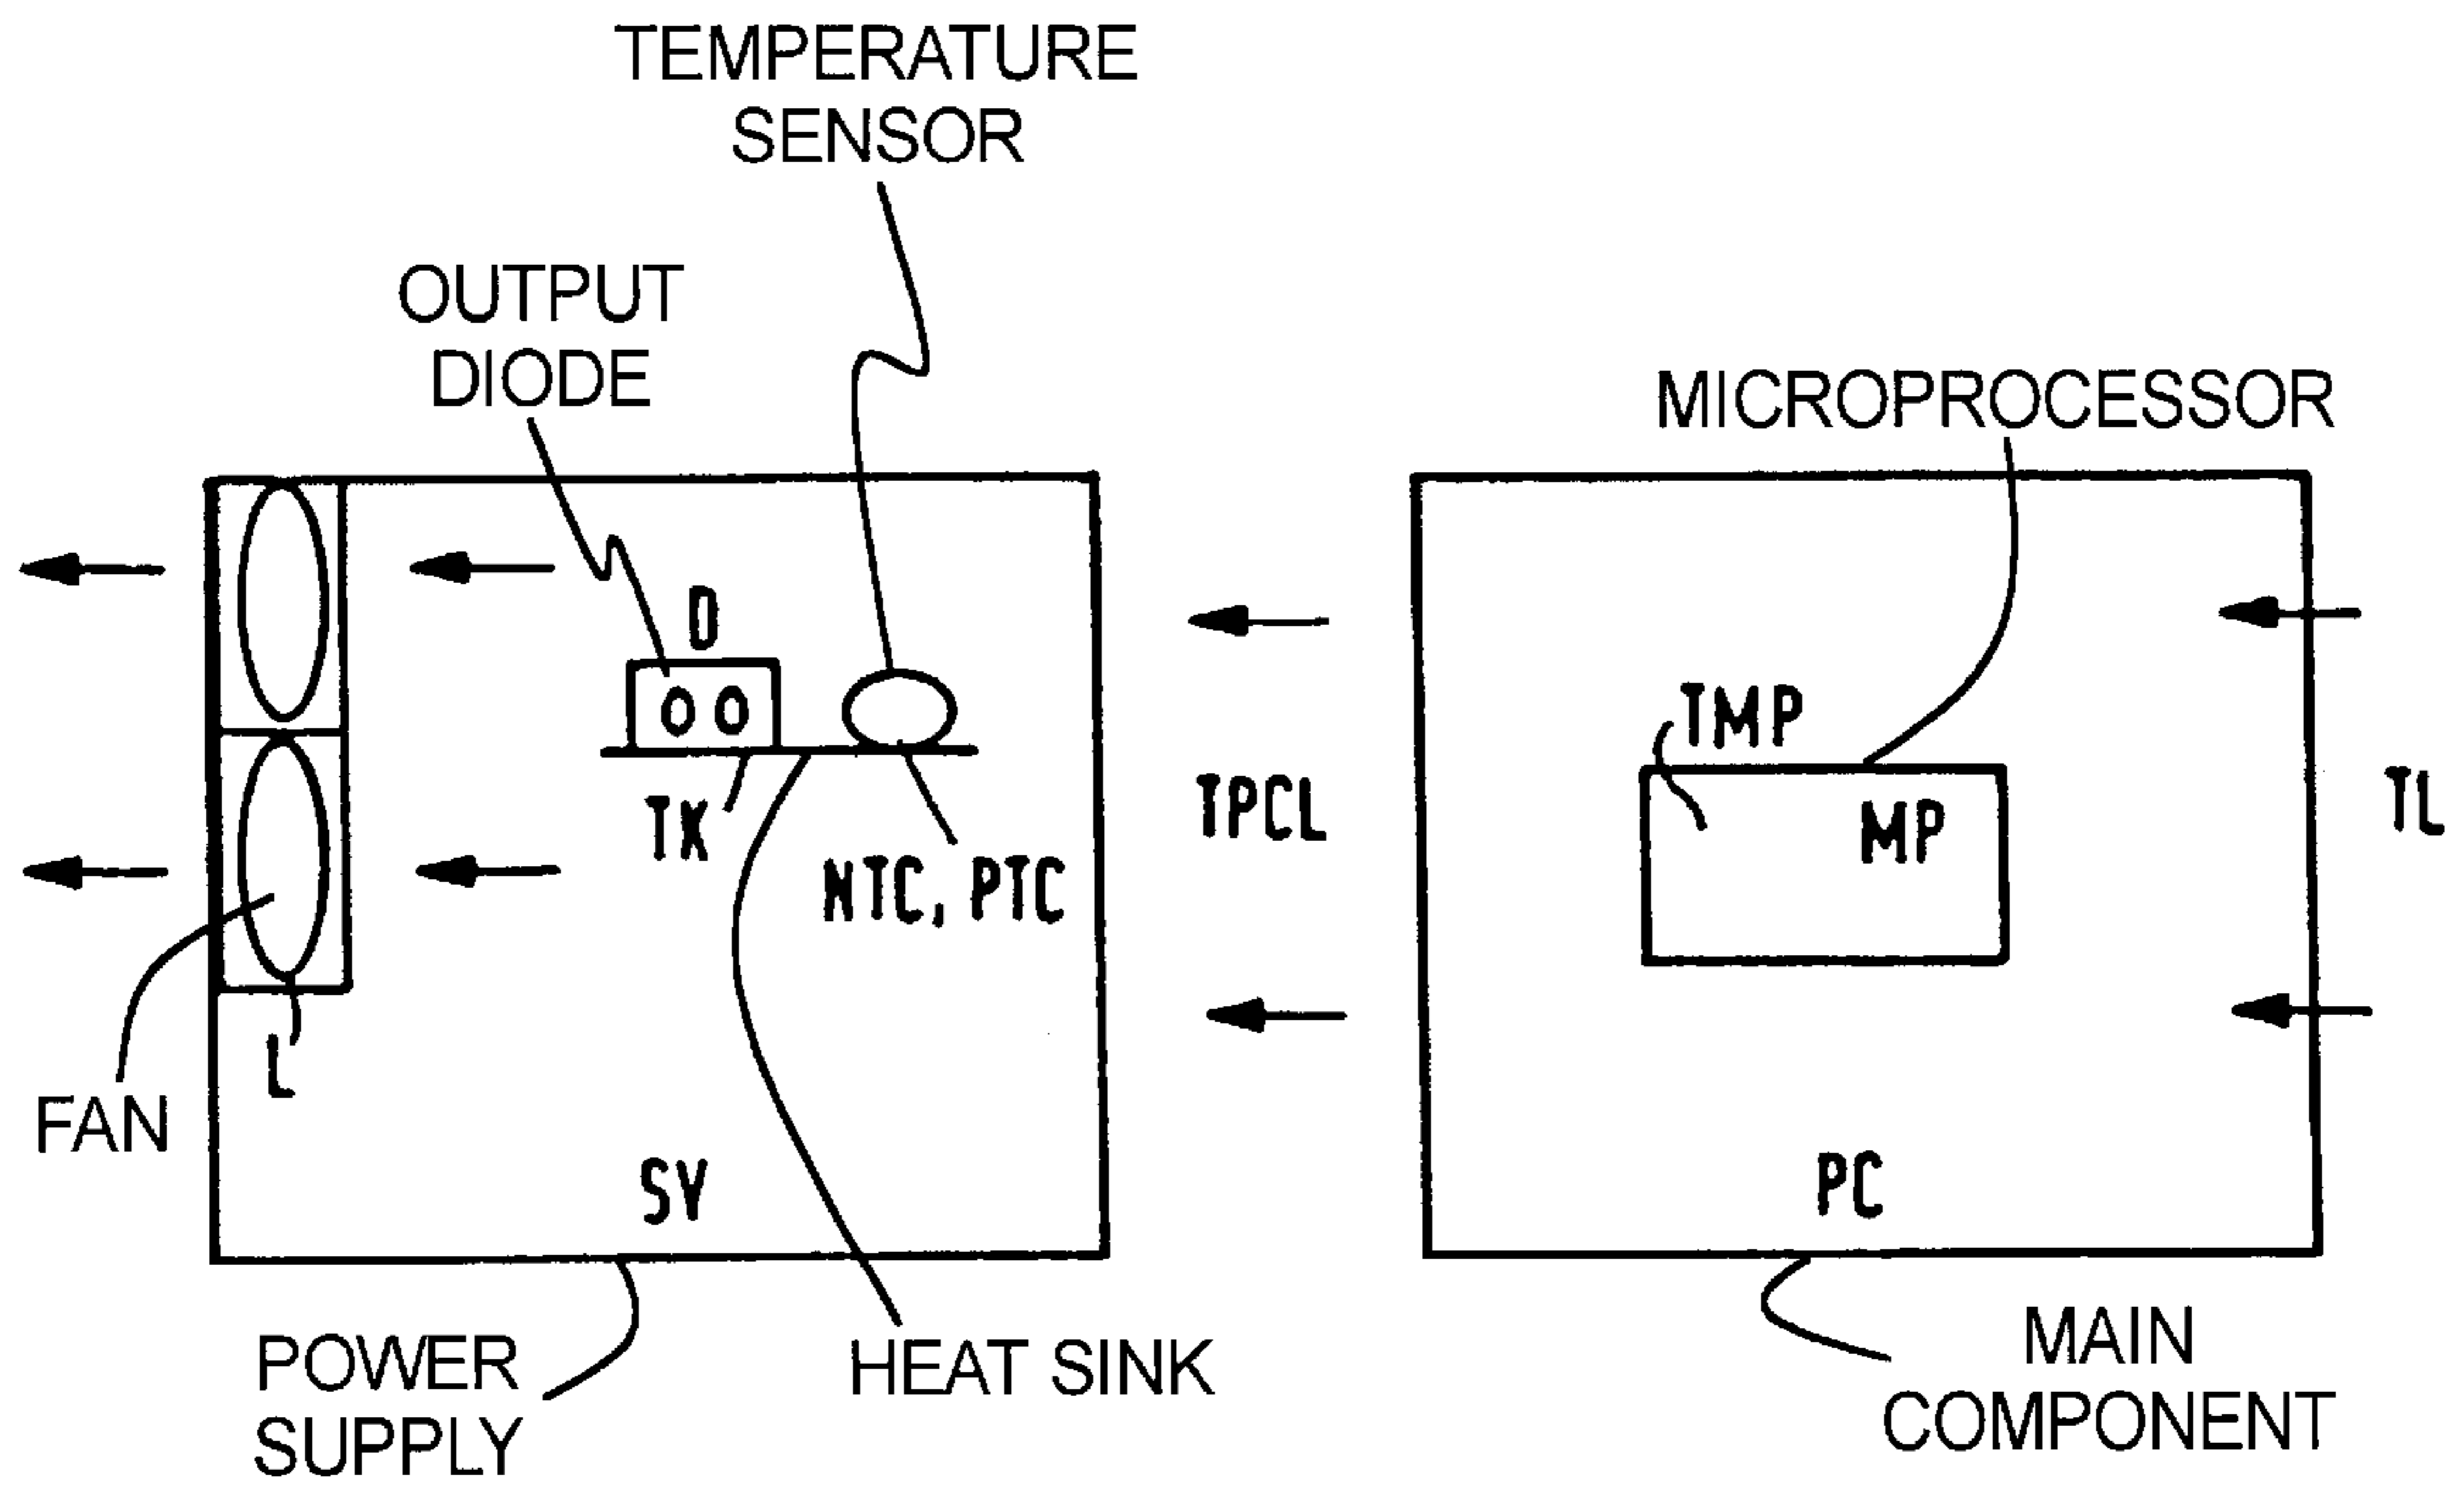 TEMPERATURE
SENSOR
OUTPUT
DIODE
MICROPROCESSOR
D
TMP
TK
TPCL
MP
TL
NTC, PTC
L
FAN
SV
PC
POWER
SUPPLY
HEAT SINK
MAIN
COMPONENT